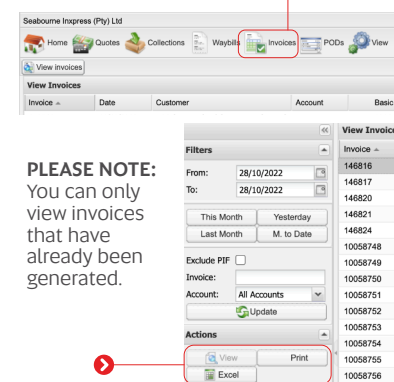 Seabourne Inxpress (Pty) Ltd
Home Quotes Collections Waybills Invoices PODs View
View invoices
View Invoices
Invoice Date Customer Account Basic
PLEASE NOTE:
You can only
view invoices
that have
already been
generated.
Filters
From: 28/10/2022
To: 28/10/2022
This Month Yesterday
Last Month M. to Date
Exclude PIF
Invoice:
Account: All Accounts
Update
Actions
View Print
Excel
View Invoice
Invoice
146816
146817
146820
146821
146824
10058748
10058749
10058750
10058751
10058752
10058753
10058754
10058755
10058756